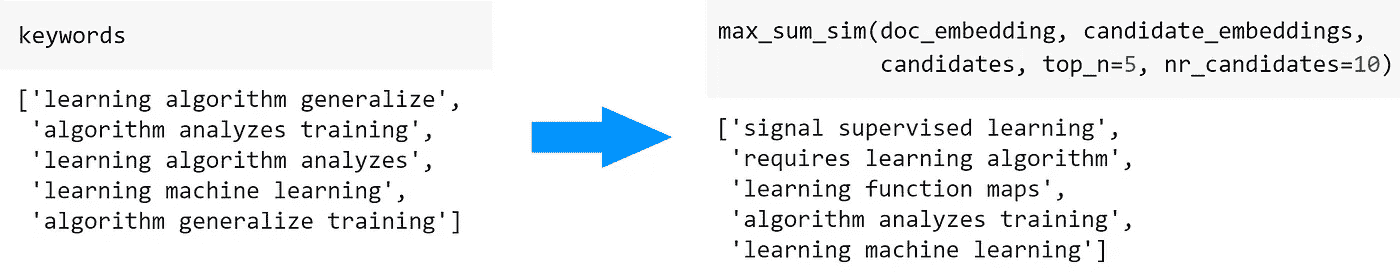 keywords
['learning algorithm generalize',
'algorithm analyzes training',
'learning algorithm analyzes',
'learning machine learning',
'algorithm generalize training']
max_sum_sim(doc_embedding, candidate_embeddings,
candidates, top_n=5, nr_candidates=10)
['signal supervised learning',
'requires learning algorithm',
'learning function maps',
'algorithm analyzes training',
'learning machine learning']